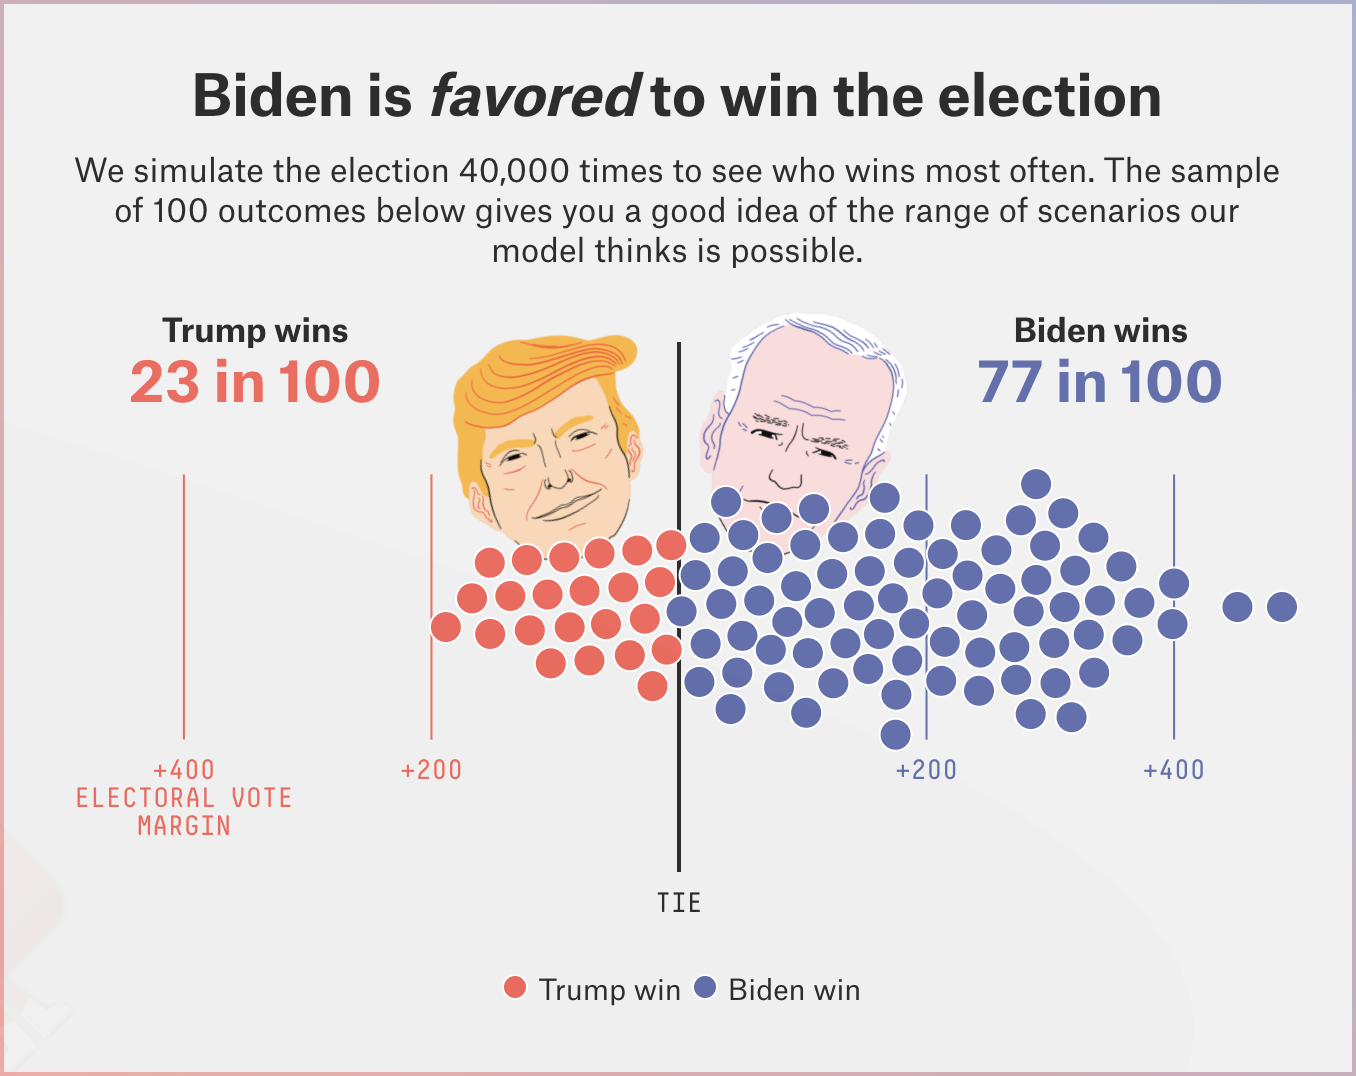 Biden is favored to win the election
We simulate the election 40,000 times to see who wins most often. The sample
of 100 outcomes below gives you a good idea of the range of scenarios our
model thinks is possible.
Trump wins
23 in 100
Biden wins
77 in 100
+400
ELECTORAL VOTE
MARGIN
+200
+200
+400
TIE
Trump win
Biden win